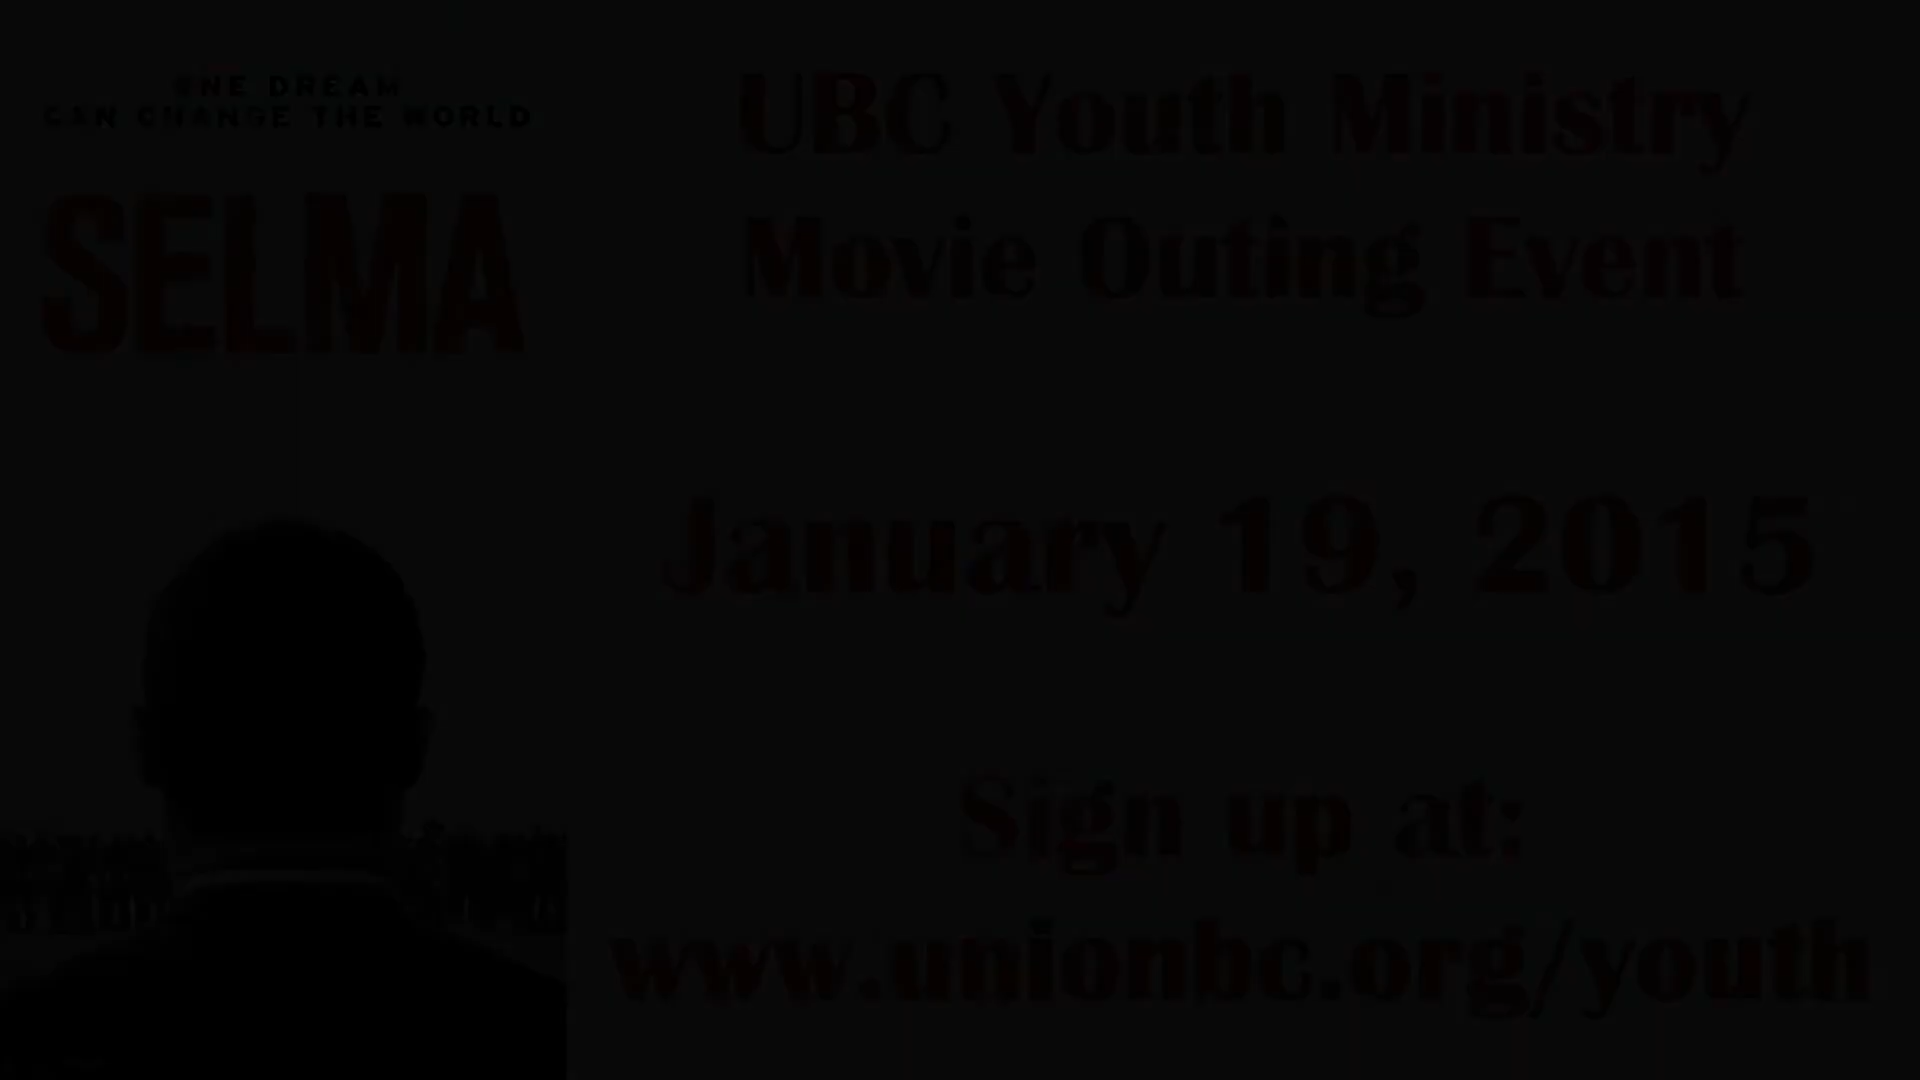 ONE DREAM
CAN CHANGE THE WORLD
SELMA
UBC Youth Ministry
Movie Outing Event
January 19, 2015
Sign up at:
www.unionbc.org/youth